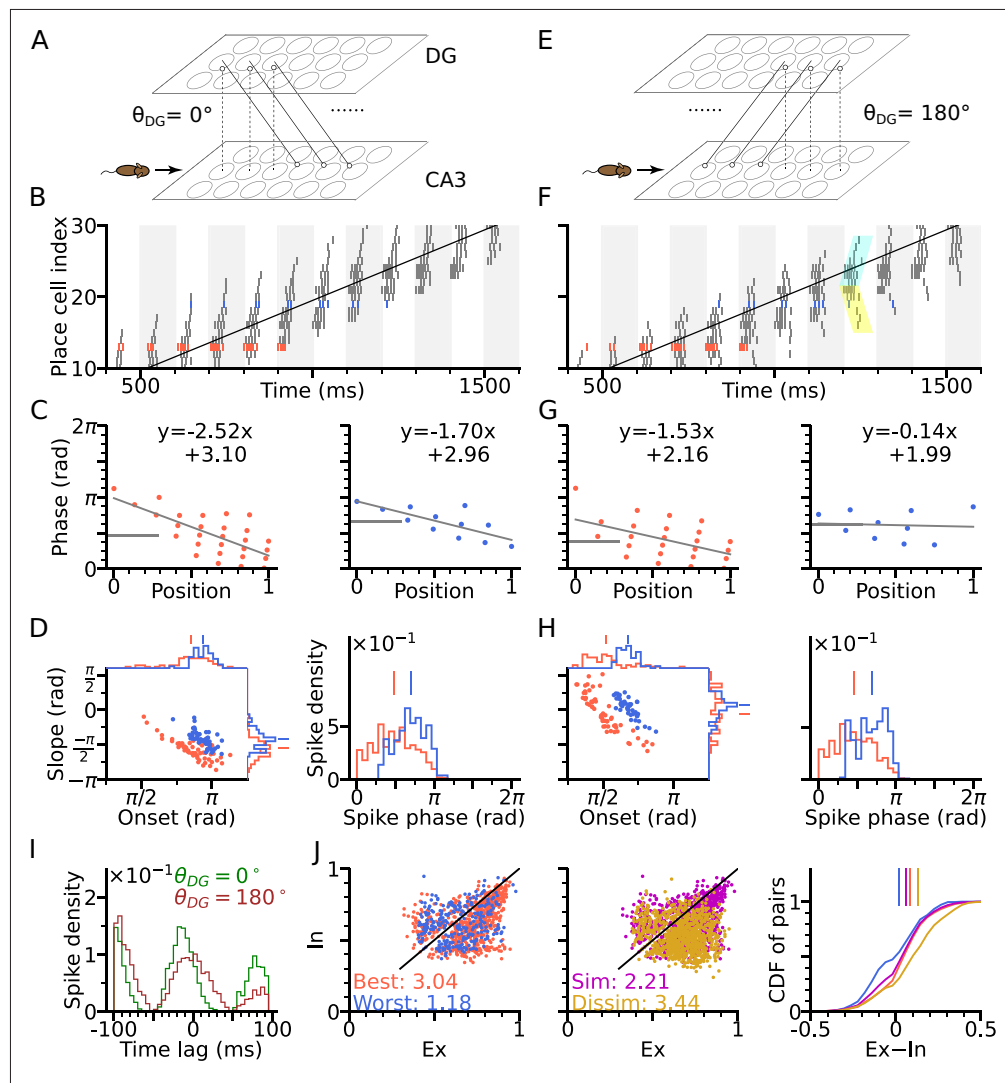 A
DG
θDG= 0°
......
CA3
E
......
θDG= 180°
B
Place cell index
30
20
10
500
Time (ms)
1500
F
500
Time (ms)
1500
C
Phase (rad)
2π
π
0
y=-2.52x
+3.10
0
Position
1
y=-1.70x
+2.96
0
Position
1
G
y=-1.53x
+2.16
0
Position
1
y=-0.14x
+1.99
0
Position
1
D
Slope (rad)
π/2
0
-π/2
-π
π/2
π
Onset (rad)
×10⁻¹
Spike density
5
0
0
π
2π
Spike phase (rad)
H
π/2
π
Onset (rad)
×10⁻¹
0
π
2π
Spike phase (rad)
I
×10⁻¹
θDG = 0°
θDG = 180°
Spike density
2
1
0
-100
0
100
Time lag (ms)
J
In
1
0
Best: 3.04
Worst: 1.18
0
1
Ex
Sim: 2.21
Dissim: 3.44
0
1
Ex
CDF of pairs
1
0
-0.5
0
0.5
Ex−In